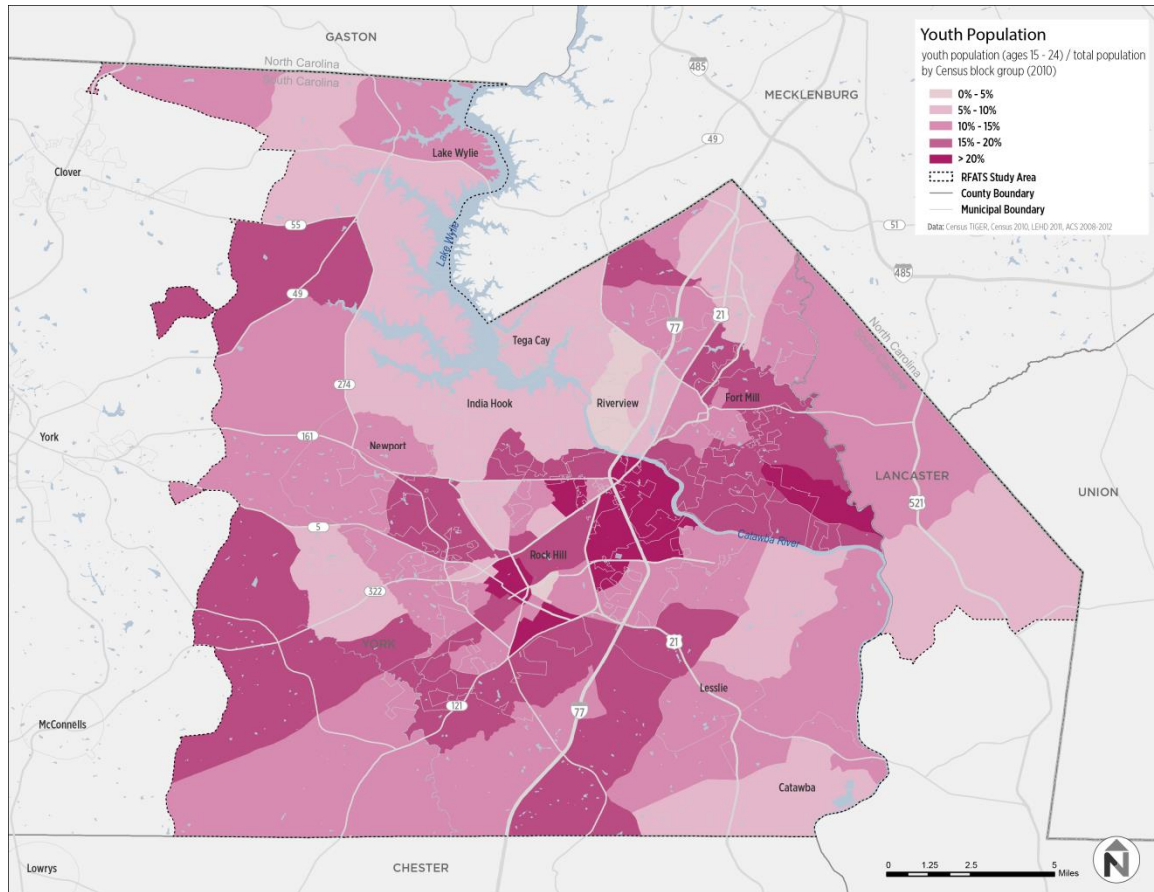 Youth Population
youth population (ages 15 - 24) / total population
by Census block group (2010)
0% - 5%
5% - 10%
10% - 15%
15% - 20%
> 20%
RFATS Study Area
County Boundary
Municipal Boundary
Data: Census TIGER, Census 2010, LEHD 2011, ACS 2008-2012
GASTON
North Carolina
South Carolina
485
MECKLENBURG
49
Lake Wylie
Clover
51
55
Lake Wylie
485
49
77
21
North Carolina
Tega Cay
274
India Hook
Riverview
Fort Mill
York
161
Newport
LANCASTER
521
UNION
5
Rock Hill
Catawba River
322
YORK
21
Lesslie
McConnells
121
77
Catawba
Lowrys
CHESTER
0 1.25 2.5 5
Miles
N